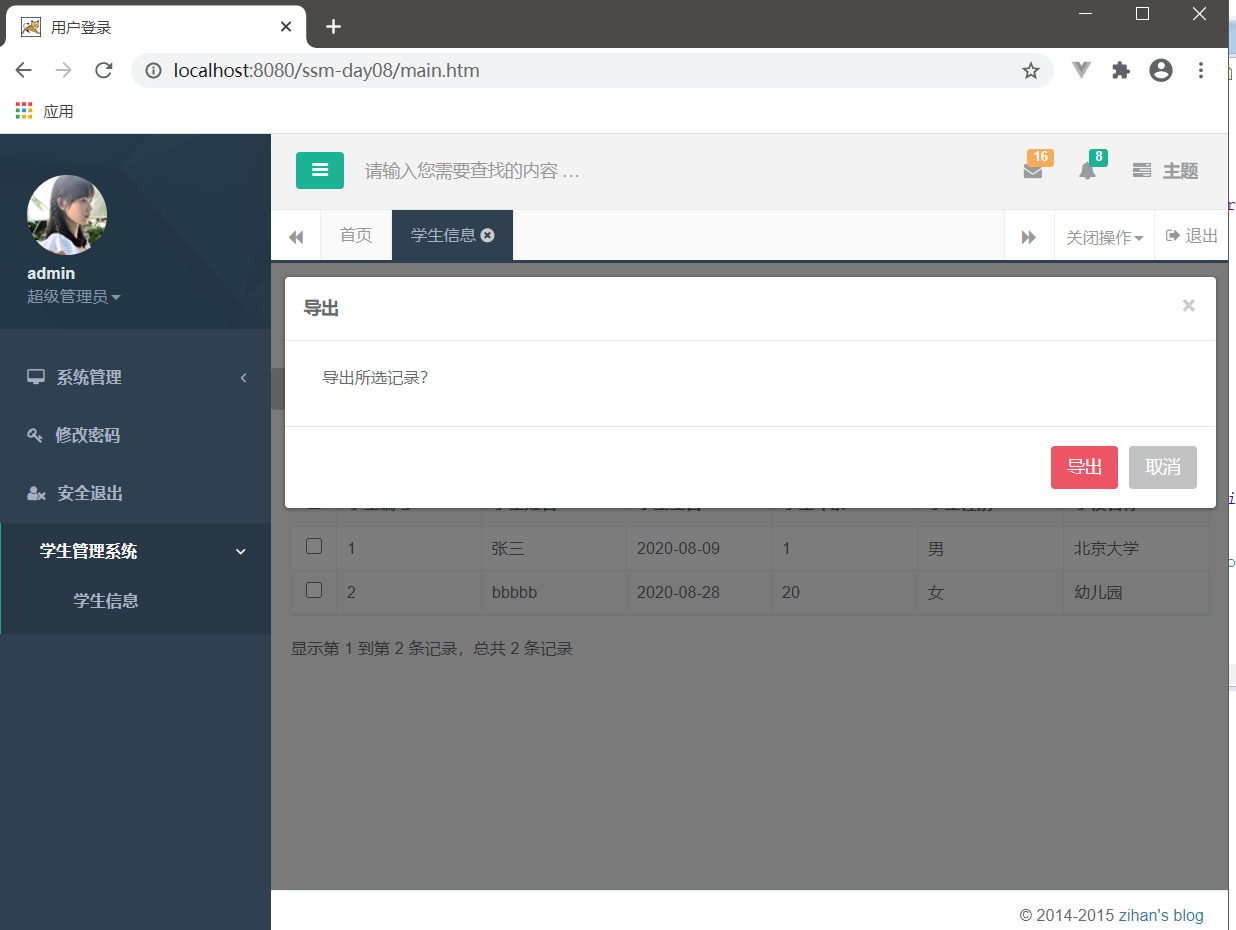 用户登录
localhost:8080/ssm-day08/main.htm
应用
admin
超级管理员
系统管理
修改密码
安全退出
学生管理系统
学生信息
请输入您需要查找的内容 …
16
8
主题
首页
学生信息
关闭操作
退出
导出
导出所选记录?
导出
取消
1 张三 2020-08-09 1 男 北京大学
2 bbbbb 2020-08-28 20 女 幼儿园
显示第 1 到第 2 条记录，总共 2 条记录
© 2014-2015 zihan's blog